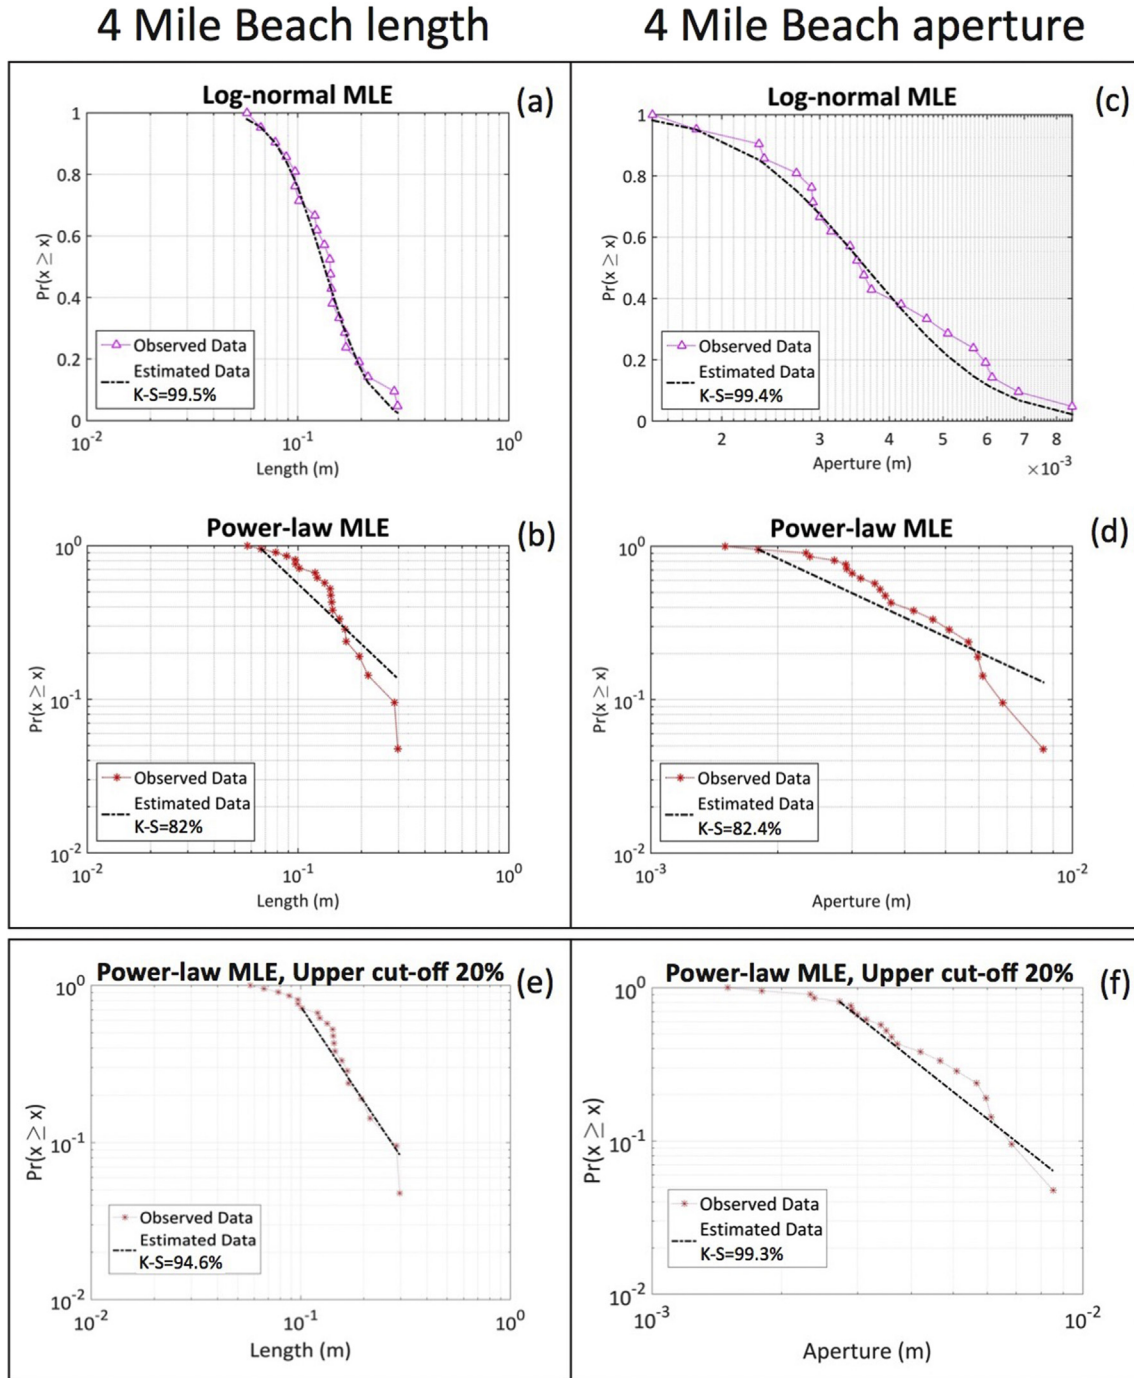 4 Mile Beach length
4 Mile Beach aperture
Log-normal MLE
(a)
1
0.8
0.6
0.4
0.2
0
Pr(x ≥ x)
Observed Data
Estimated Data
K-S=99.5%
10^-2
10^-1
10^0
Length (m)
Log-normal MLE
(c)
1
0.8
0.6
0.4
0.2
0
Pr(x ≥ x)
Observed Data
Estimated Data
K-S=99.4%
2
3
4
5
6
7
8
Aperture (m)
×10^-3
Power-law MLE
(b)
10^0
10^-1
10^-2
Pr(x ≥ x)
Observed Data
Estimated Data
K-S=82%
10^-2
10^-1
10^0
Length (m)
Power-law MLE
(d)
10^0
10^-1
10^-2
Pr(x ≥ x)
Observed Data
Estimated Data
K-S=82.4%
10^-3
10^-2
Aperture (m)
Power-law MLE, Upper cut-off 20%
(e)
10^0
10^-1
10^-2
Pr(x ≥ x)
Observed Data
Estimated Data
K-S=94.6%
10^-2
10^-1
10^0
Length (m)
Power-law MLE, Upper cut-off 20%
(f)
10^0
10^-1
10^-2
Pr(x ≥ x)
Observed Data
Estimated Data
K-S=99.3%
10^-3
10^-2
Aperture (m)